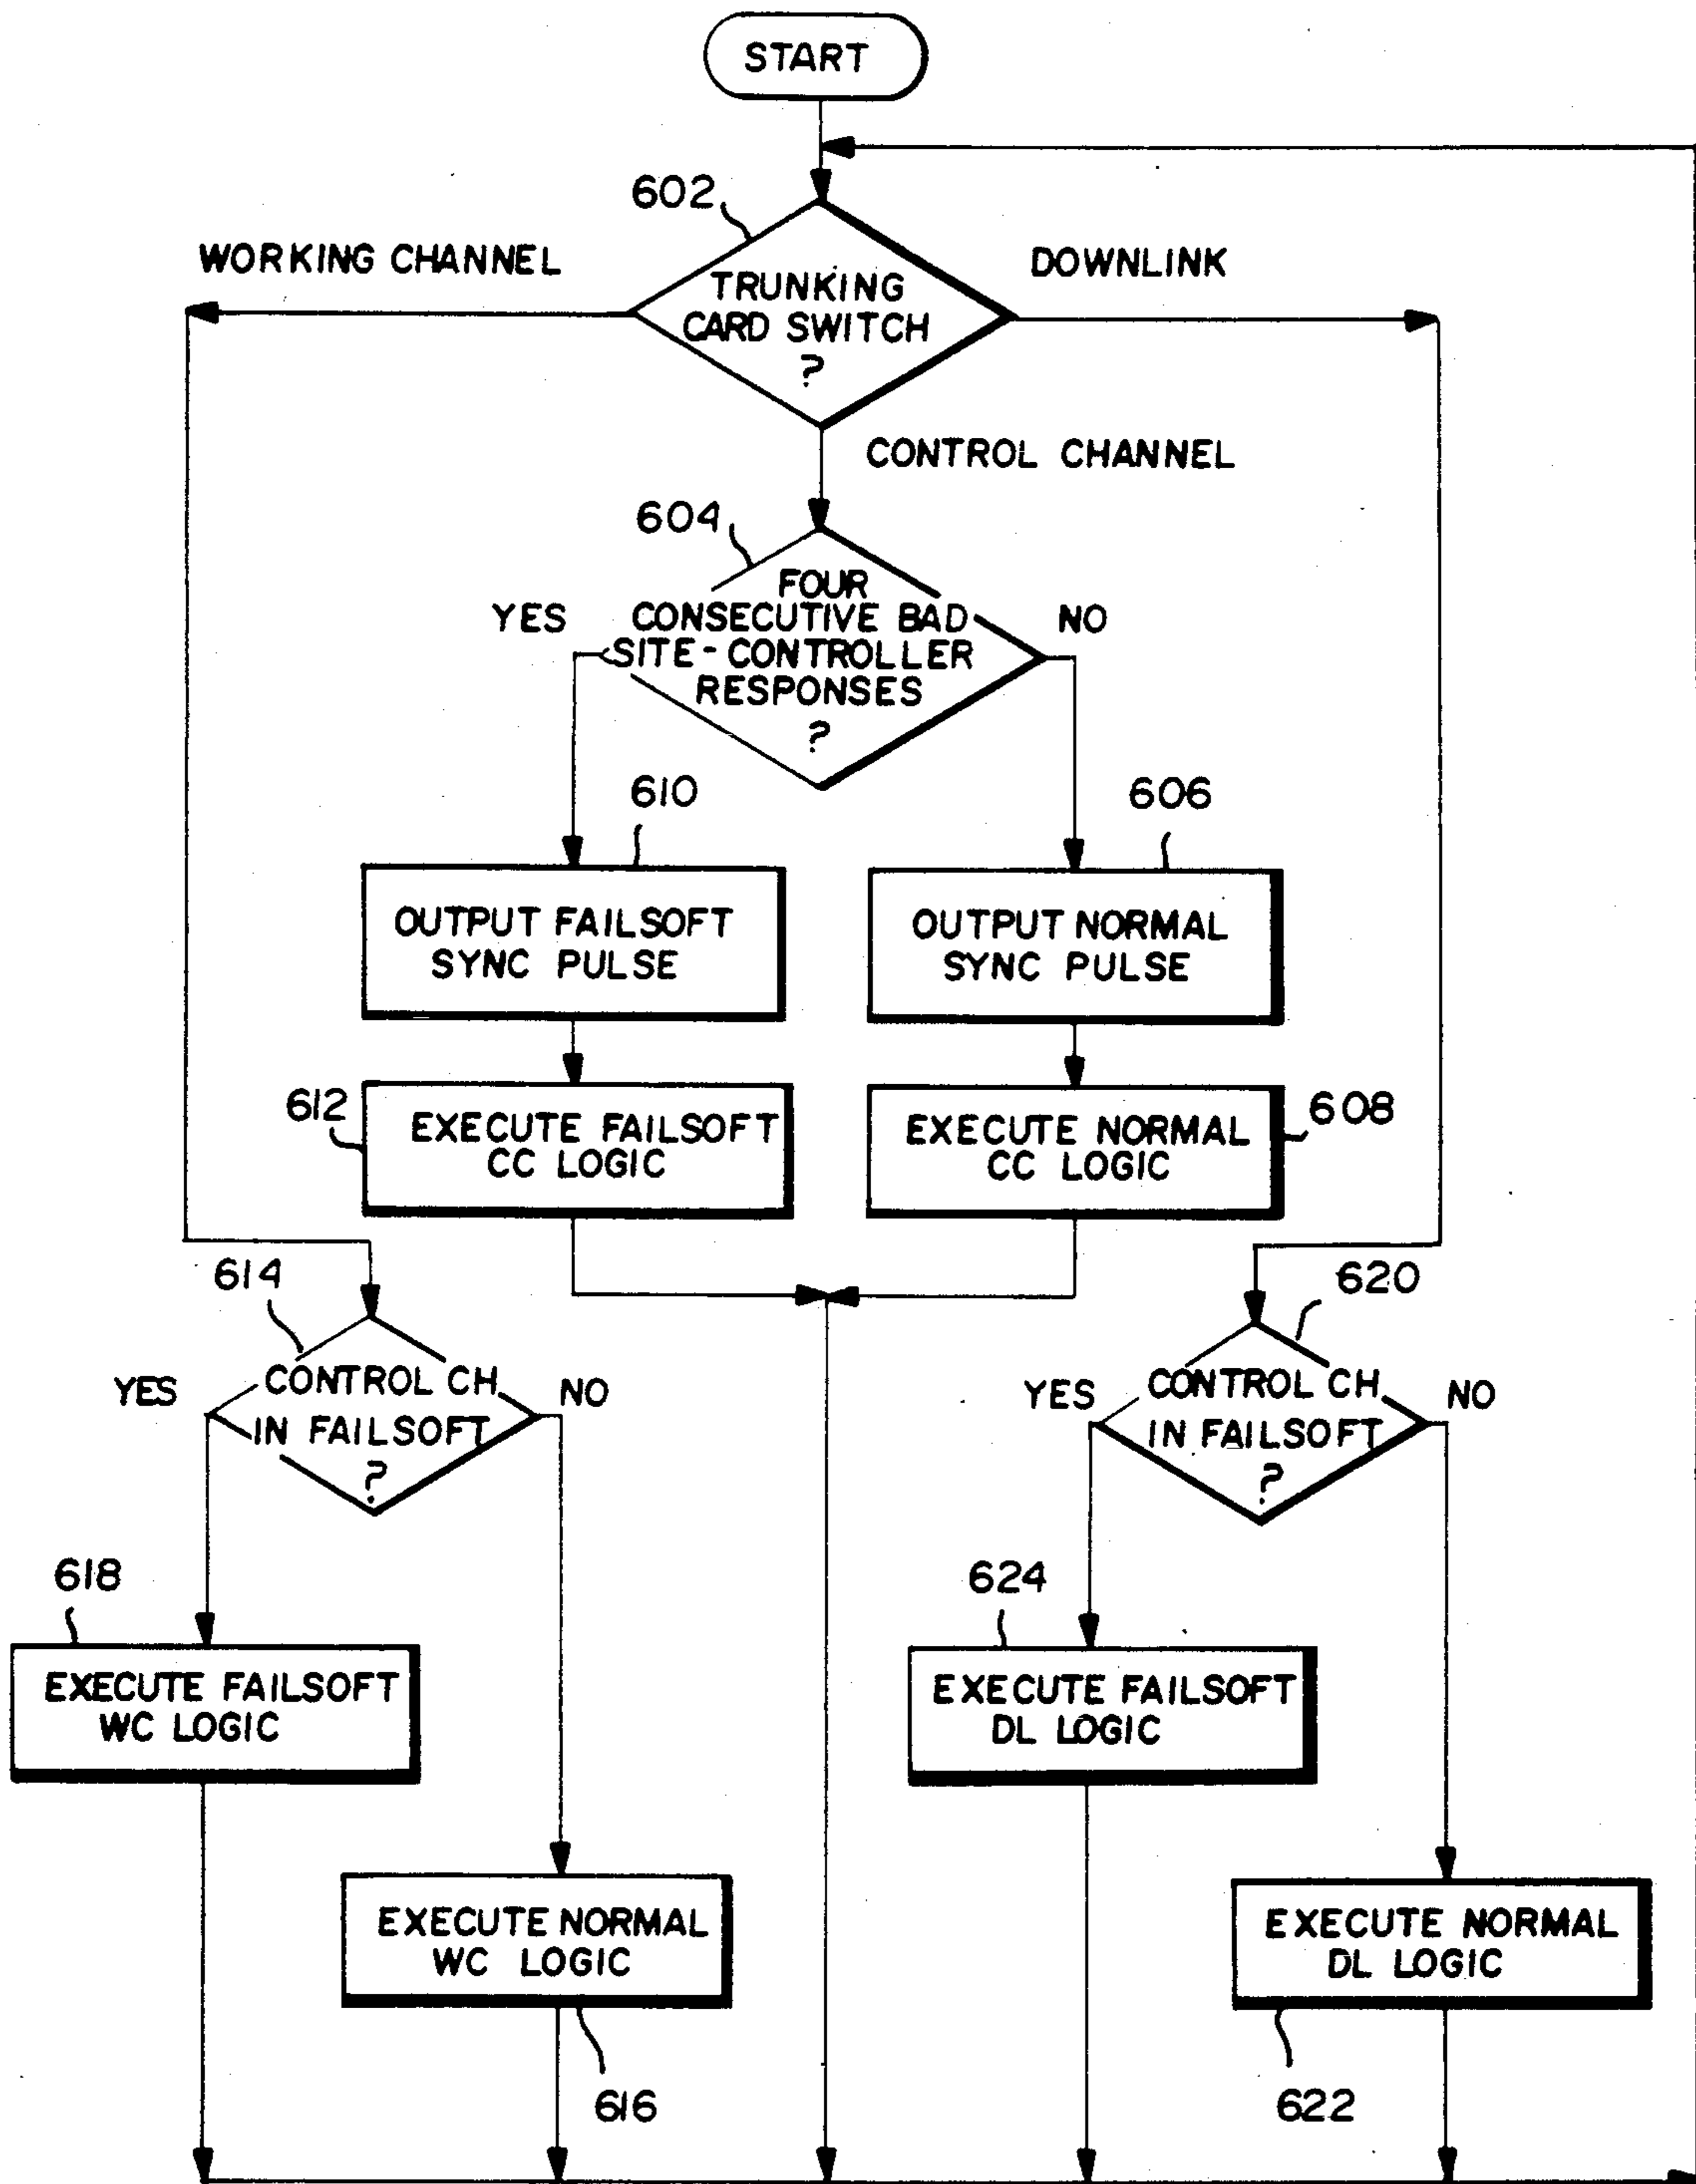 START
602
WORKING CHANNEL
DOWNLINK
TRUNKING
CARD SWITCH
?
CONTROL CHANNEL
604
YES
NO
FOUR
CONSECUTIVE BAD
SITE-CONTROLLER
RESPONSES
?
610
606
OUTPUT FAILSOFT
SYNC PULSE
OUTPUT NORMAL
SYNC PULSE
612
EXECUTE FAILSOFT
CC LOGIC
EXECUTE NORMAL
CC LOGIC
608
614
620
YES
CONTROL CH
IN FAILSOFT
?
NO
YES
CONTROL CH
IN FAILSOFT
?
NO
618
624
EXECUTE FAILSOFT
WC LOGIC
EXECUTE FAILSOFT
DL LOGIC
EXECUTE NORMAL
WC LOGIC
EXECUTE NORMAL
DL LOGIC
616
622